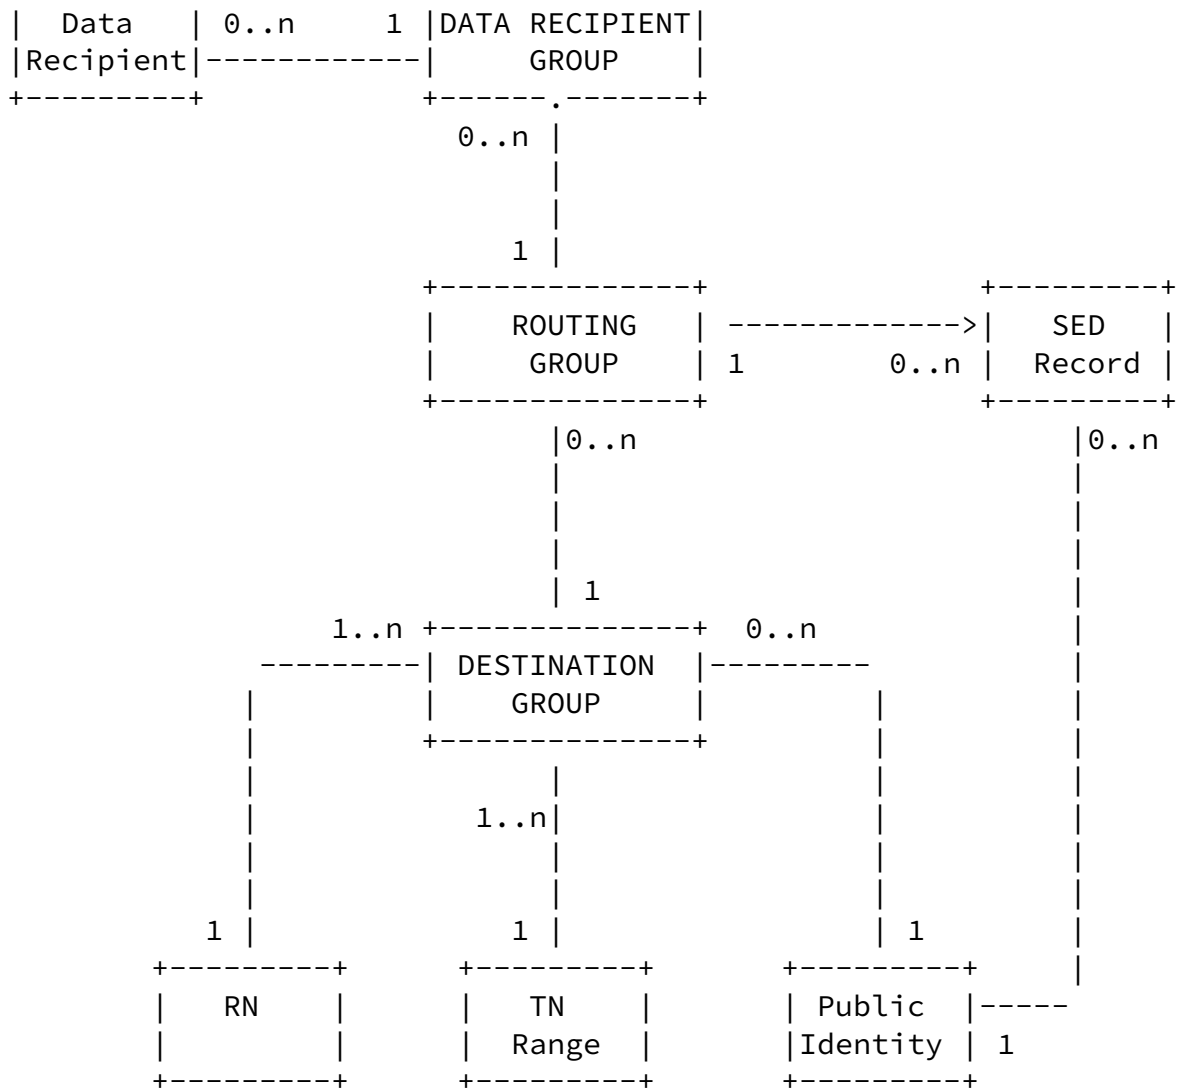 |  Data   | 0..n     1 |DATA RECIPIENT|
|Recipient|------------|     GROUP    |
+---------+            +------.-------+
0..n |
|
|
1 |
+--------------+               +---------+
|    ROUTING   | ------------->|   SED   |
|     GROUP    | 1        0..n |  Record |
+--------------+               +---------+
|0..n                        |0..n
|                            |
|                            |
|                            |
| 1                          |
1..n +--------------+  0..n              |
---------| DESTINATION  |---------           |
|         |    GROUP     |         |          |
|         +--------------+         |          |
|                |                 |          |
|            1..n|                 |          |
|                |                 |          |
|                |                 |          |
1 |              1 |                 | 1        |
+---------+      +---------+       +---------+     |
|   RN    |      |   TN    |       | Public  |-----
|         |      |  Range  |       |Identity | 1
+---------+      +---------+       +---------+